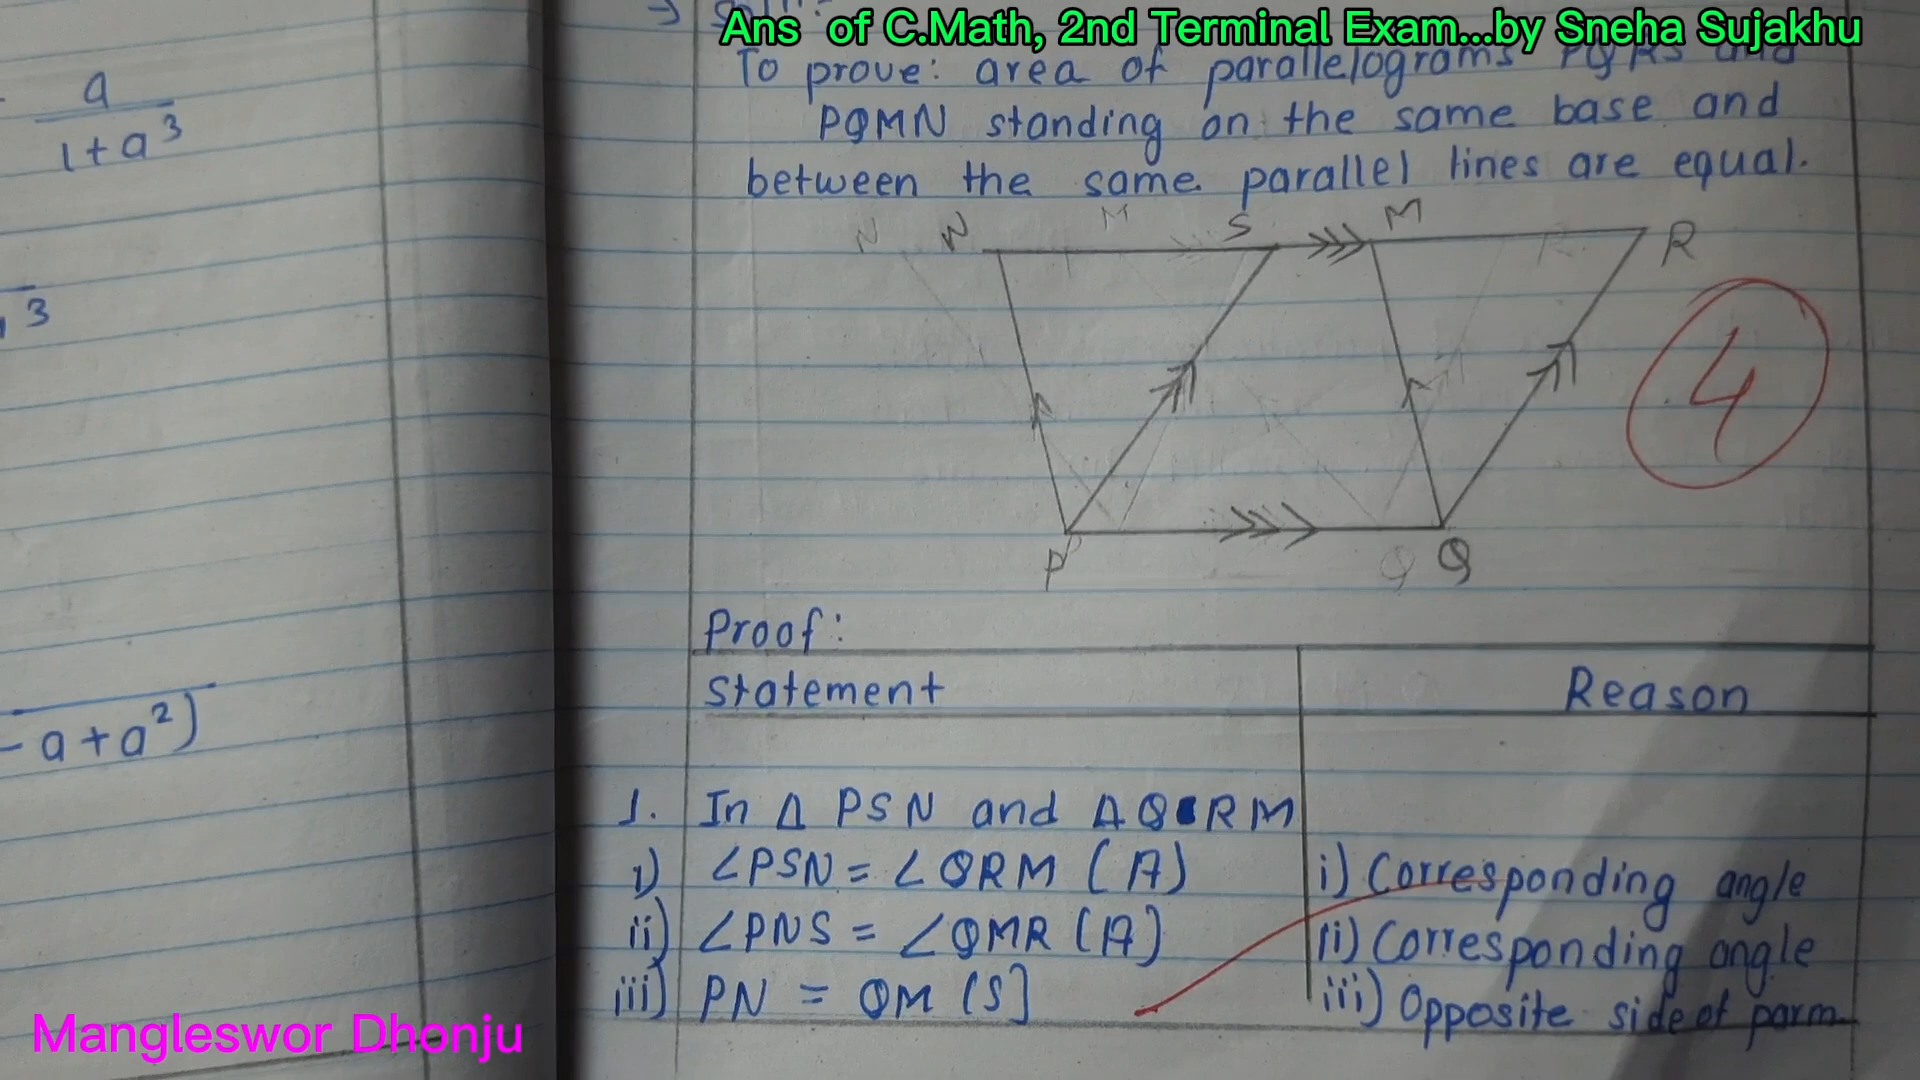 Ans of C.Math, 2nd Terminal Exam...by Sneha Sujakhu
To prove: area of parallelograms PQRS and
PQMN standing on the same base and
between the same parallel lines are equal.
a
1+a³
3
-a+a²)
N N M S M R R
4
P P Q Q
Proof:
Statement Reason
1. In Δ PSN and Δ QRM
i) ∠PSN = ∠QRM (A) i) Corresponding angle
ii) ∠PNS = ∠QMR (A) ii) Corresponding angle
iii) PN = QM (S] iii) Opposite side of parm
Mangleswor Dhonju